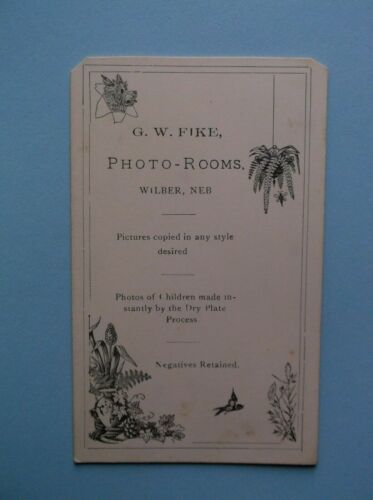 G. W. FIKE,
PHOTO-ROOMS,
WILBER, NEB
Pictures copied in any style
desired
Photos of Children made in-
stantly by the Dry Plate
Process
Negatives Retained.